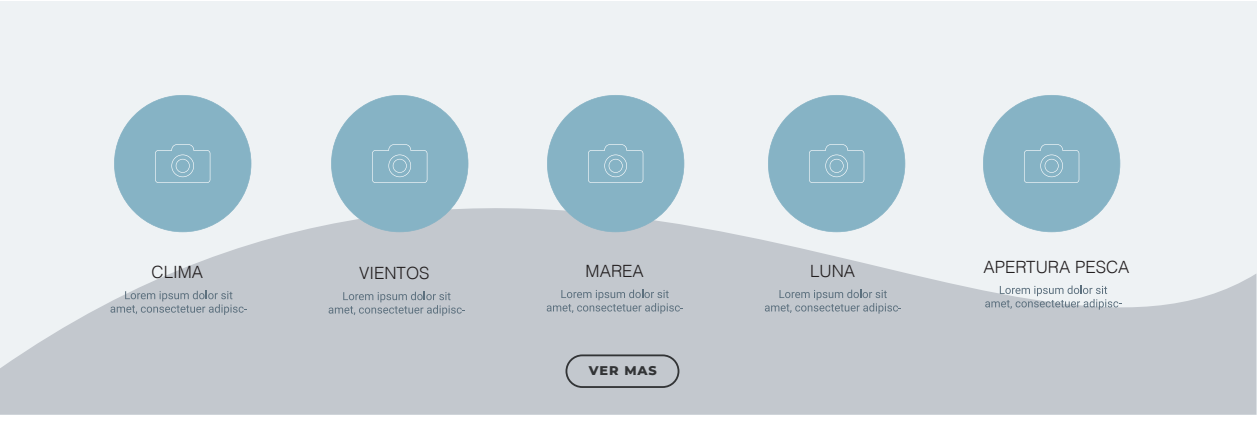 CLIMA
Lorem ipsum dolor sit
amet, consectetuer adipisc-
VIENTOS
Lorem ipsum dolor sit
amet, consectetuer adipisc-
MAREA
Lorem ipsum dolor sit
amet, consectetuer adipisc-
LUNA
Lorem ipsum dolor sit
amet, consectetuer adipisc-
APERTURA PESCA
Lorem ipsum dolor sit
amet, consectetuer adipisc-
VER MAS